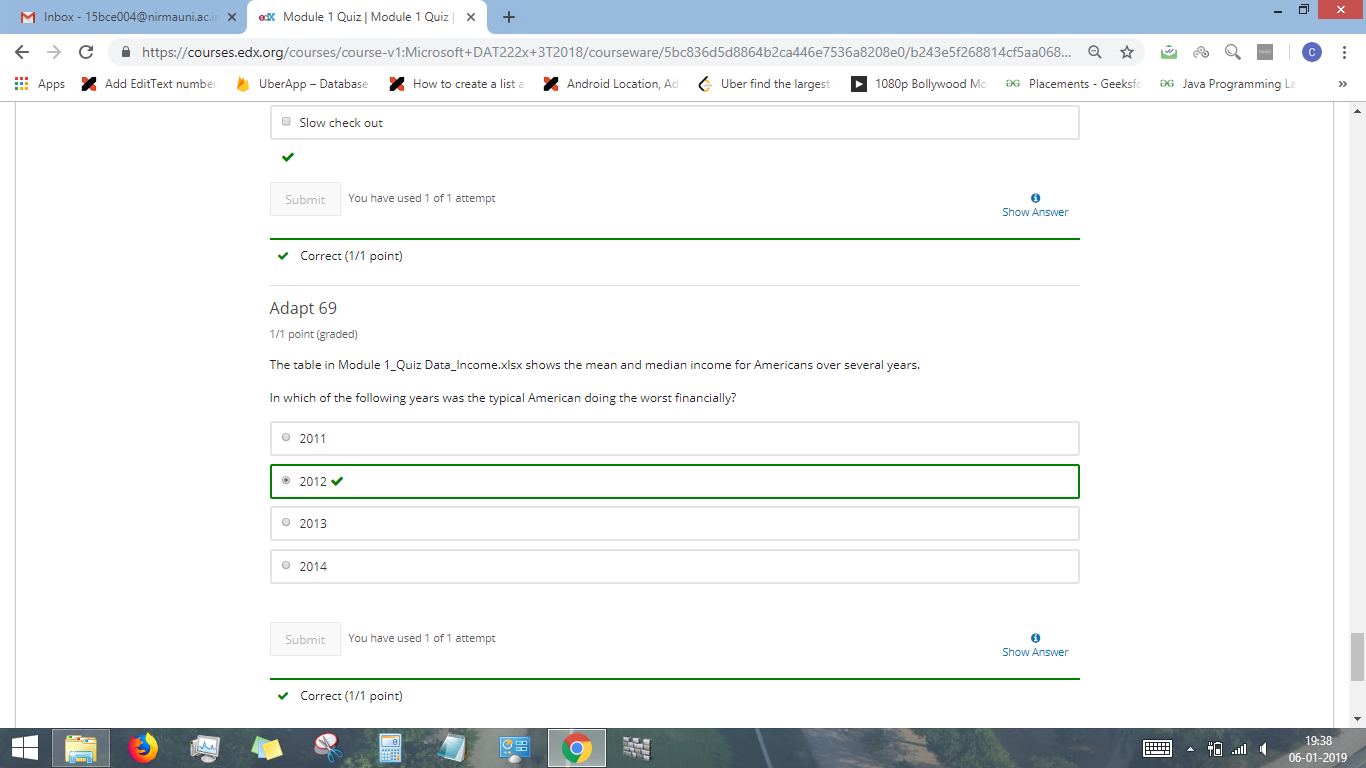 Inbox - 15bce004@nirmauni.ac.i
edX Module 1 Quiz | Module 1 Quiz |
https://courses.edx.org/courses/course-v1:Microsoft+DAT222x+3T2018/courseware/5bc836d5d8864b2ca446e7536a8208e0/b243e5f268814cf5aa068...
C
Apps
Add EditText number
UberApp – Database
How to create a list a
Android Location, Ad
Uber find the largest
1080p Bollywood Mo
Placements - Geeksfo
Java Programming La
»
Slow check out
Submit
You have used 1 of 1 attempt
Show Answer
Correct (1/1 point)
Adapt 69
1/1 point (graded)
The table in Module 1_Quiz Data_Income.xlsx shows the mean and median income for Americans over several years.
In which of the following years was the typical American doing the worst financially?
2011
2012
2013
2014
Submit
You have used 1 of 1 attempt
Show Answer
Correct (1/1 point)
19:38
06-01-2019